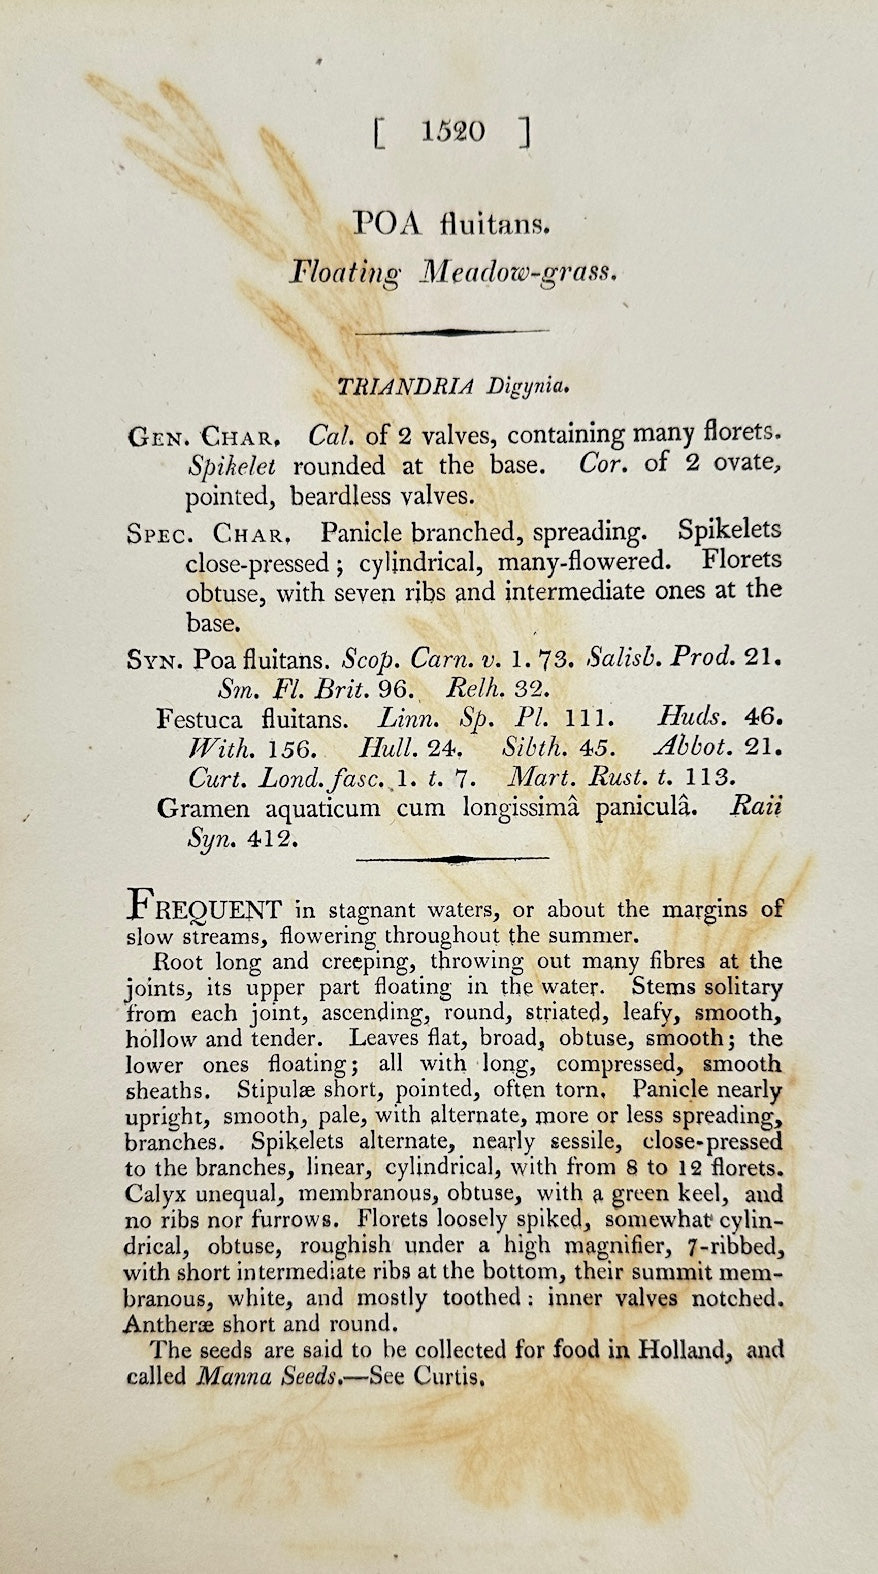 [ 1520 ]
POA fluitans.
Floating Meadow-grass.
TRIANDRIA Digynia.
GEN. CHAR. Cal. of 2 valves, containing many florets.
Spikelet rounded at the base. Cor. of 2 ovate,
pointed, beardless valves.
SPEC. CHAR. Panicle branched, spreading. Spikelets
close-pressed; cylindrical, many-flowered. Florets
obtuse, with seven ribs and intermediate ones at the
base.
SYN. Poa fluitans. Scop. Carn. v. 1. 73. Salisb. Prod. 21.
Sm. Fl. Brit. 96. Relh. 32.
Festuca fluitans. Linn. Sp. Pl. 111. Huds. 46.
With. 156. Hull. 24. Sibth. 45. Abbot. 21.
Curt. Lond. fasc. 1. t. 7. Mart. Rust. t. 113.
Gramen aquaticum cum longissimâ paniculâ. Raii
Syn. 412.
FREQUENT in stagnant waters, or about the margins of
slow streams, flowering throughout the summer.
Root long and creeping, throwing out many fibres at the
joints, its upper part floating in the water. Stems solitary
from each joint, ascending, round, striated, leafy, smooth,
hollow and tender. Leaves flat, broad, obtuse, smooth; the
lower ones floating; all with long, compressed, smooth
sheaths. Stipulæ short, pointed, often torn. Panicle nearly
upright, smooth, pale, with alternate, more or less spreading,
branches. Spikelets alternate, nearly sessile, close-pressed
to the branches, linear, cylindrical, with from 8 to 12 florets.
Calyx unequal, membranous, obtuse, with a green keel, and
no ribs nor furrows. Florets loosely spiked, somewhat cylin-
drical, obtuse, roughish under a high magnifier, 7-ribbed,
with short intermediate ribs at the bottom, their summit mem-
branous, white, and mostly toothed: inner valves notched.
Antheræ short and round.
The seeds are said to be collected for food in Holland, and
called Manna Seeds.—See Curtis.